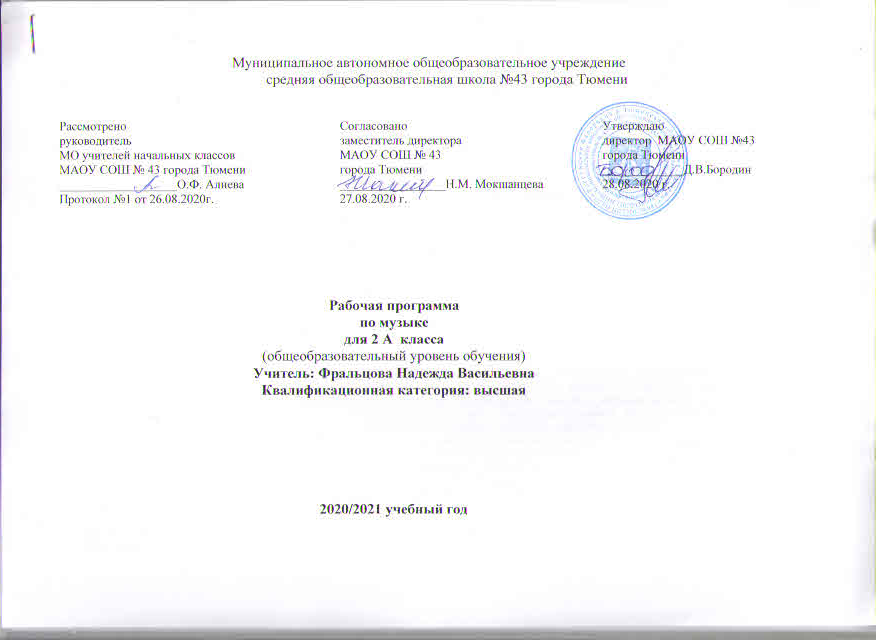 Муниципальное автономное общеобразовательное учреждение
средняя общеобразовательная школа №43 города Тюмени
Рассмотрено
руководитель
МО учителей начальных классов
МАОУ СОШ № 43 города Тюмени
___________________О.Ф. Алиева
Протокол №1 от 26.08.2020г.
Согласовано
заместитель директора
МАОУ СОШ № 43
города Тюмени
_________________Н.М. Мокшанцева
27.08.2020 г.
Утверждаю
директор МАОУ СОШ №43
города Тюмени
______________Д.В.Бородин
28.08.2020 г.
Рабочая программа
по музыке
для 2 А класса
(общеобразовательный уровень обучения)
Учитель: Фральцова Надежда Васильевна
Квалификационная категория: высшая
2020/2021 учебный год